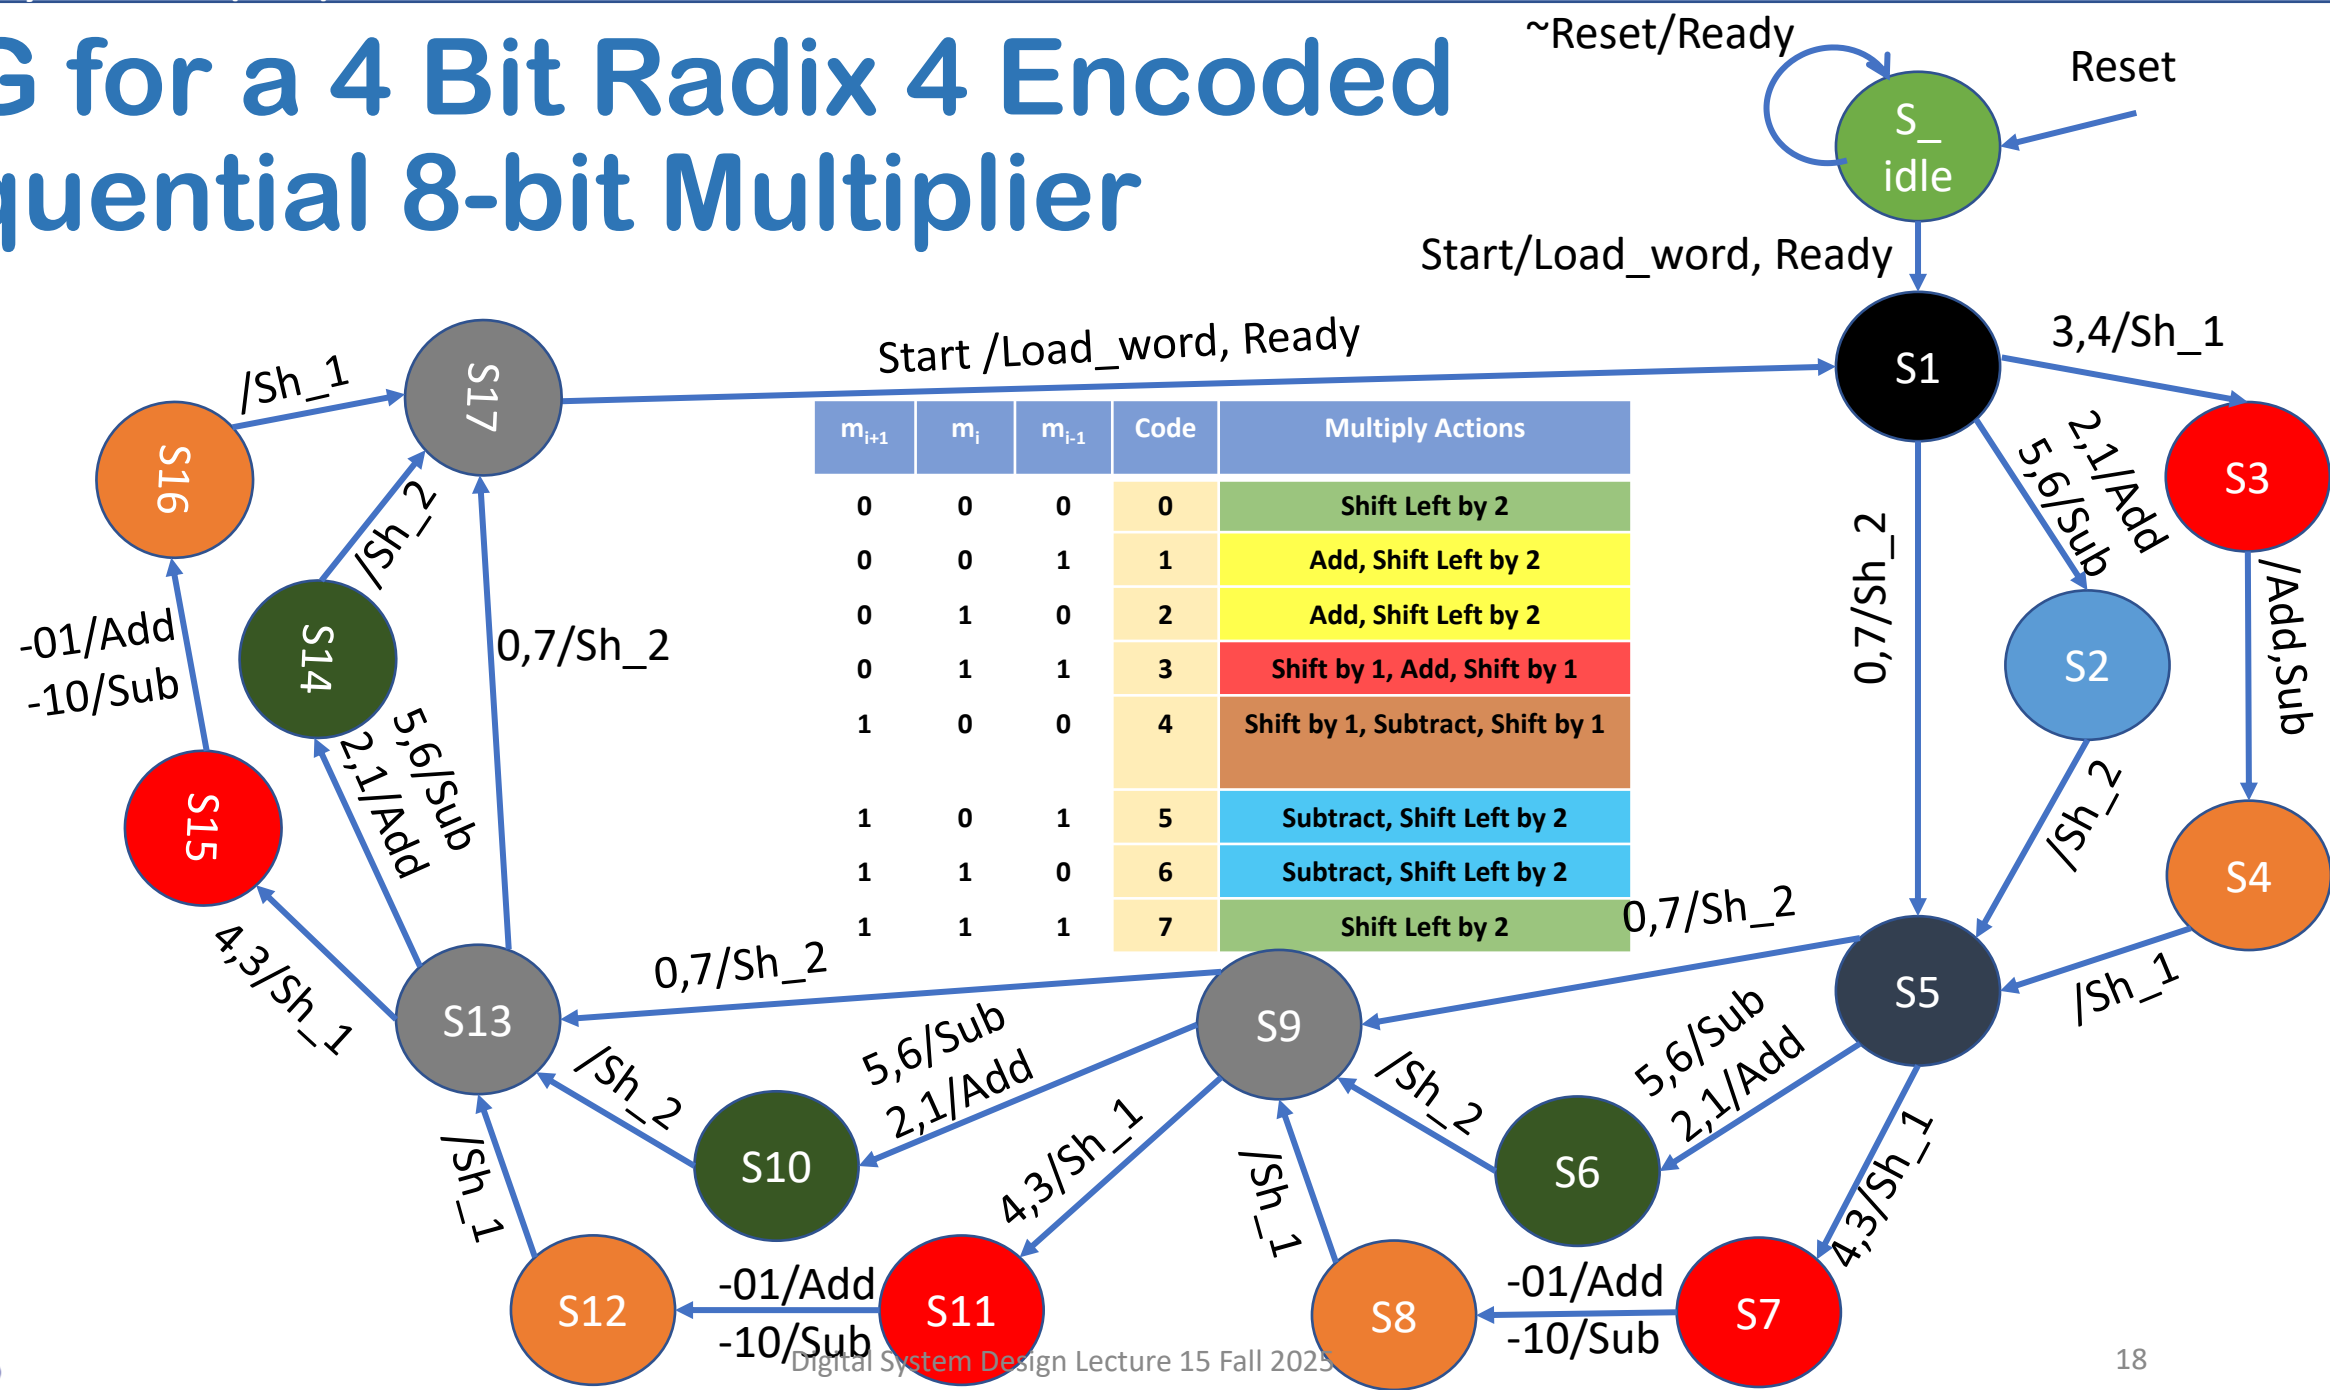 G for a 4 Bit Radix 4 Encoded
quential 8-bit Multiplier
~Reset/Ready
Reset
S_
idle
Start/Load_word, Ready
S1
3,4/Sh_1
2,1/Add
5,6/Sub
0,7/Sh_2
S3
/Add,Sub
S2
/Sh_2
S4
/Sh_1
S5
Start /Load_word, Ready
S17
/Sh_1
S16
/Sh_2
S14
-01/Add
-10/Sub
0,7/Sh_2
5,6/Sub
2,1/Add
S15
4,3/Sh_1
S13
mi+1 mi mi-1 Code Multiply Actions
0 0 0 0 Shift Left by 2
0 0 1 1 Add, Shift Left by 2
0 1 0 2 Add, Shift Left by 2
0 1 1 3 Shift by 1, Add, Shift by 1
1 0 0 4 Shift by 1, Subtract, Shift by 1
1 0 1 5 Subtract, Shift Left by 2
1 1 0 6 Subtract, Shift Left by 2
1 1 1 7 Shift Left by 2
0,7/Sh_2
0,7/Sh_2
S9
5,6/Sub
2,1/Add
/Sh_2
S10
4,3/Sh_1
/Sh_1
S12
-01/Add
-10/Sub
S11
5,6/Sub
2,1/Add
/Sh_2
S6
4,3/Sh_1
/Sh_1
S8
-01/Add
-10/Sub
S7
Digital System Design Lecture 15 Fall 2025
18